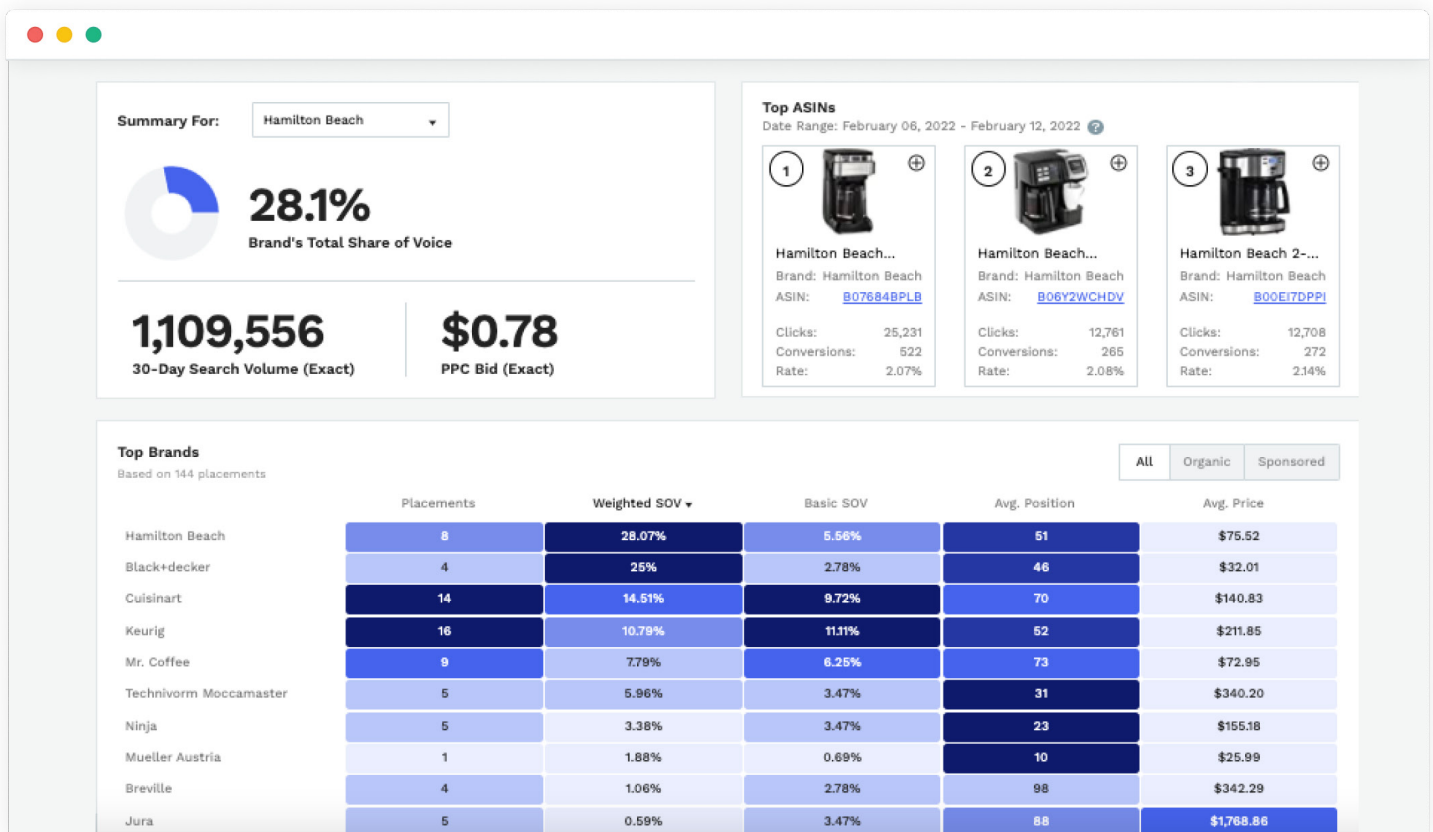 Summary For: Hamilton Beach
28.1%
Brand's Total Share of Voice
1,109,556
30-Day Search Volume (Exact)
$0.78
PPC Bid (Exact)
Top ASINs
Date Range: February 06, 2022 - February 12, 2022 ?
1
Hamilton Beach...
Brand: Hamilton Beach
ASIN: B07684BPLB
Clicks: 25,231
Conversions: 522
Rate: 2.07%
2
Hamilton Beach...
Brand: Hamilton Beach
ASIN: B06Y2WCHDV
Clicks: 12,761
Conversions: 265
Rate: 2.08%
3
Hamilton Beach 2-...
Brand: Hamilton Beach
ASIN: B00EI7DPPI
Clicks: 12,708
Conversions: 272
Rate: 2.14%
Top Brands
Based on 144 placements
All Organic Sponsored
Placements Weighted SOV Basic SOV Avg. Position Avg. Price
Hamilton Beach 8 28.07% 5.56% 51 $75.52
Black+decker 4 25% 2.78% 46 $32.01
Cuisinart 14 14.51% 9.72% 70 $140.83
Keurig 16 10.79% 11.11% 52 $211.85
Mr. Coffee 9 7.79% 6.25% 73 $72.95
Technivorm Moccamaster 5 5.96% 3.47% 31 $340.20
Ninja 5 3.38% 3.47% 23 $155.18
Mueller Austria 1 1.88% 0.69% 10 $25.99
Breville 4 1.06% 2.78% 98 $342.29
Jura 5 0.59% 3.47% 88 $1,768.86